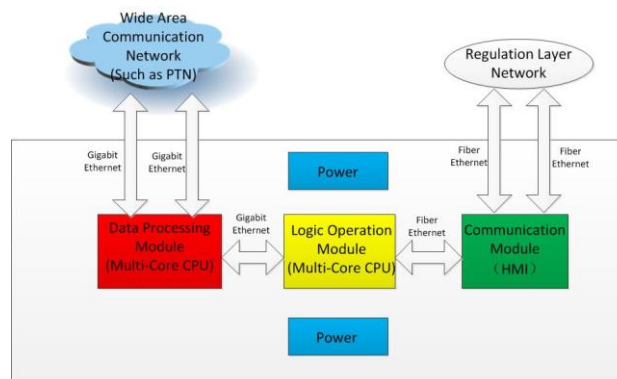 Wide Area
Communication
Network
(Such as PTN)
Regulation Layer
Network
Gigabit
Ethernet
Gigabit
Ethernet
Fiber
Ethernet
Fiber
Ethernet
Power
Data Processing
Module
(Multi-Core CPU)
Gigabit
Ethernet
Logic Operation
Module
(Multi-Core CPU)
Fiber
Ethernet
Communication
Module
（HMI）
Power